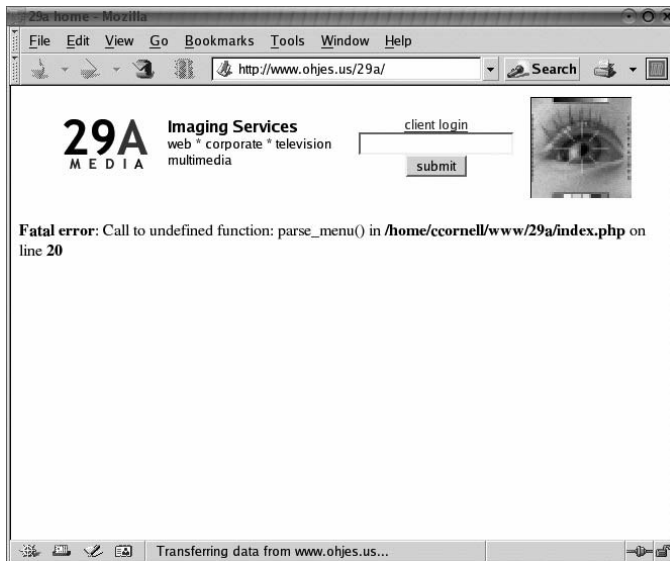 29a home - Mozilla
File Edit View Go Bookmarks Tools Window Help
http://www.ohjes.us/29a/ Search
29A
MEDIA
Imaging Services
web * corporate * television
multimedia
client login
submit
Fatal error: Call to undefined function: parse_menu() in /home/ccornell/www/29a/index.php on
line 20
Transferring data from www.ohjes.us...